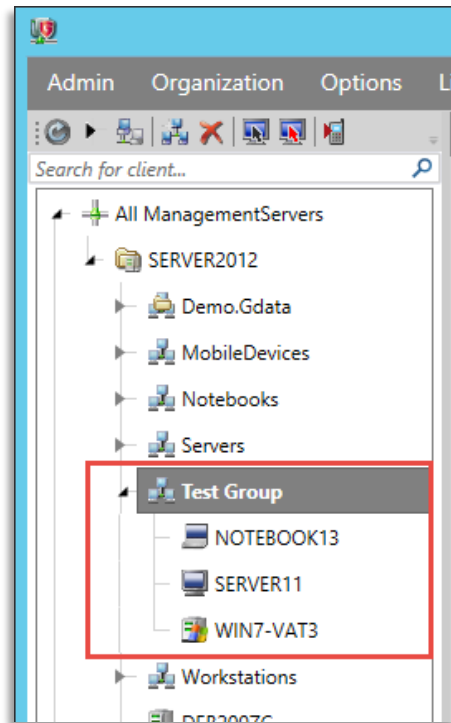 Admin Organization Options Li
Search for client...
All ManagementServers
SERVER2012
Demo.Gdata
MobileDevices
Notebooks
Servers
Test Group
NOTEBOOK13
SERVER11
WIN7-VAT3
Workstations